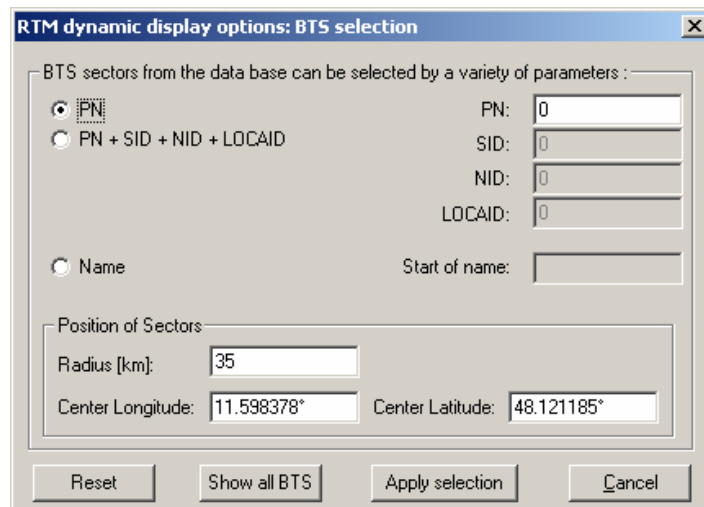 RTM dynamic display options: BTS selection
BTS sectors from the data base can be selected by a variety of parameters :
PN
PN: 0
PN + SID + NID + LOCAID
SID: 0
NID: 0
LOCAID: 0
Name
Start of name:
Position of Sectors
Radius [km]: 35
Center Longitude: 11.598378° Center Latitude: 48.121185°
Reset Show all BTS Apply selection Cancel